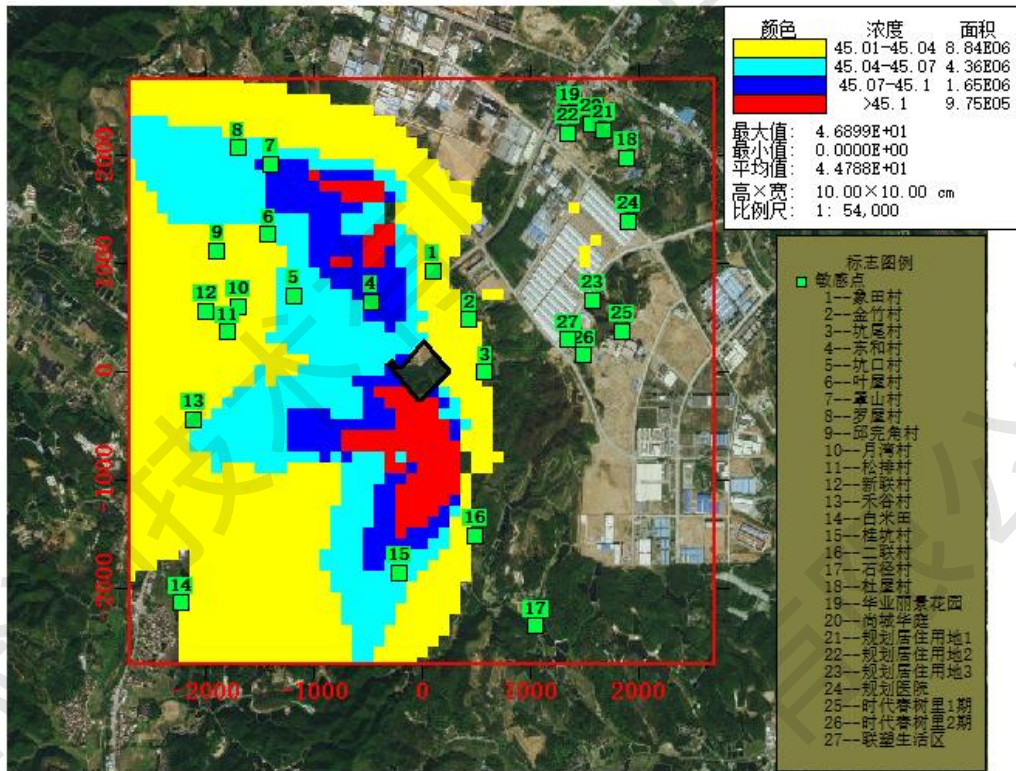 颜色 浓度 面积
45.01-45.04 8.84E06
45.04-45.07 4.36E06
45.07-45.1 1.65E06
>45.1 9.75E05
最大值: 4.6899E+01
最小值: 0.0000E+00
平均值: 4.4788E+01
高×宽: 10.00×10.00 cm
比例尺: 1: 54,000
标志图例
敏感点
1--象田村
2--金竹村
3--坑尾村
4--东和村
5--坑口村
6--叶屋村
7--覃山村
8--罗屋村
9--邱完角村
10--月湾村
11--松排村
12--新联村
13--禾谷村
14--白米田
15--桂坑村
16--二联村
17--石径村
18--杜屋村
19--华业丽景花园
20--尚城华庭
21--规划居住用地1
22--规划居住用地2
23--规划居住用地3
24--规划医院
25--时代春树里1期
26--时代春树里2期
27--联塑生活区
19
20
21
22
18
8
7
24
6
9
1
5
4
23
10
12
2
11
25
27
26
3
13
16
15
14
17
2000
1000
0
-1000
-2000
-2000 -1000 0 1000 2000